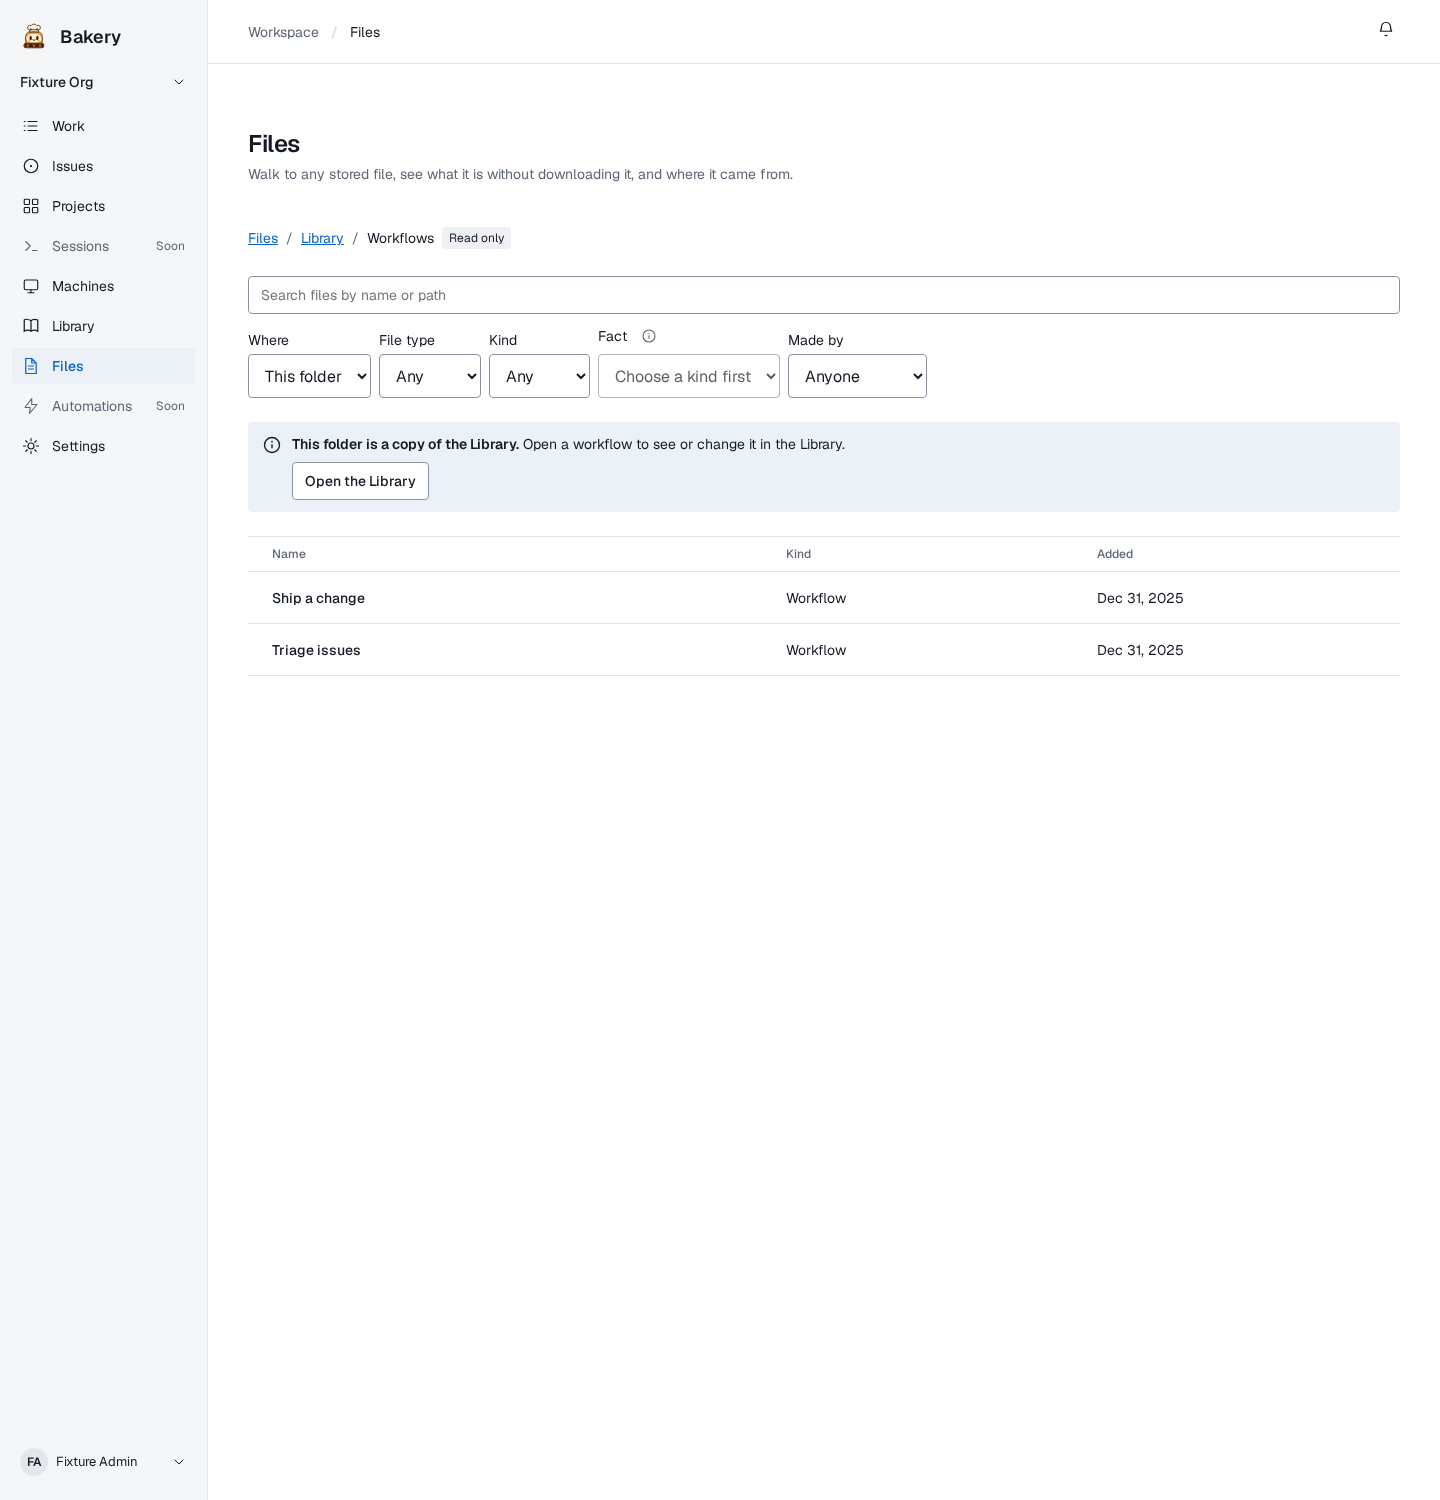 Bakery
Fixture Org
Work
Issues
Projects
Sessions Soon
Machines
Library
Files
Automations Soon
Settings
FA Fixture Admin
Workspace / Files
Files
Walk to any stored file, see what it is without downloading it, and where it came from.
Files / Library / Workflows Read only
Search files by name or path
Where File type Kind Fact Made by
This folder Any Any Choose a kind first Anyone
This folder is a copy of the Library. Open a workflow to see or change it in the Library.
Open the Library
Name Kind Added
Ship a change Workflow Dec 31, 2025
Triage issues Workflow Dec 31, 2025